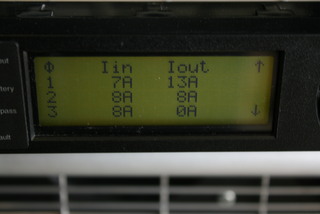 Φ Iin Iout ↑
1 7A 13A
2 8A 8A
3 8A 0A ↓